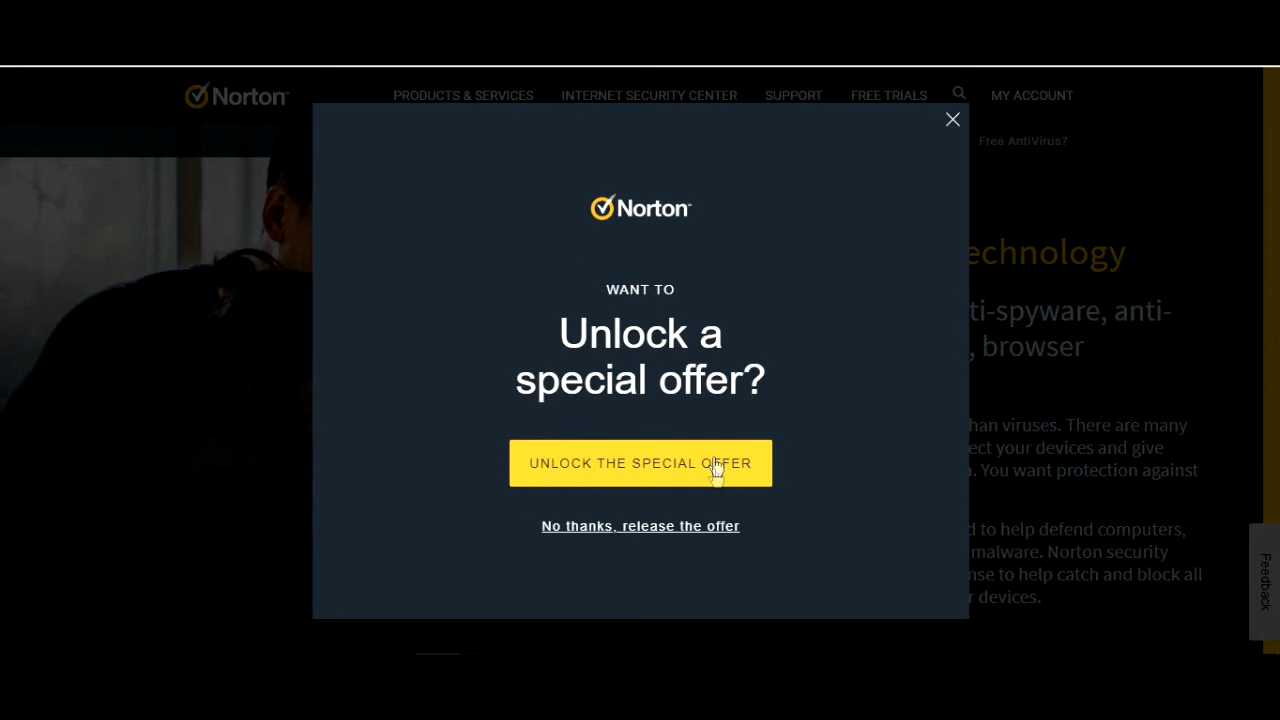 Norton
PRODUCTS & SERVICES INTERNET SECURITY CENTER SUPPORT FREE TRIALS MY ACCOUNT
Free AntiVirus?
Norton
WANT TO
Unlock a
special offer?
UNLOCK THE SPECIAL OFFER
No thanks, release the offer
echnology
ti-spyware, anti-
, browser
han viruses. There are many
ect your devices and give
. You want protection against
d to help defend computers,
malware. Norton security
nse to help catch and block all
r devices.
Feedback